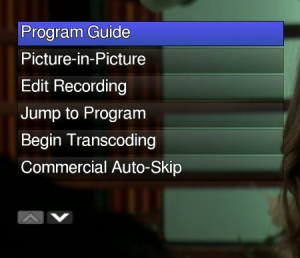 Program Guide
Picture-in-Picture
Edit Recording
Jump to Program
Begin Transcoding
Commercial Auto-Skip